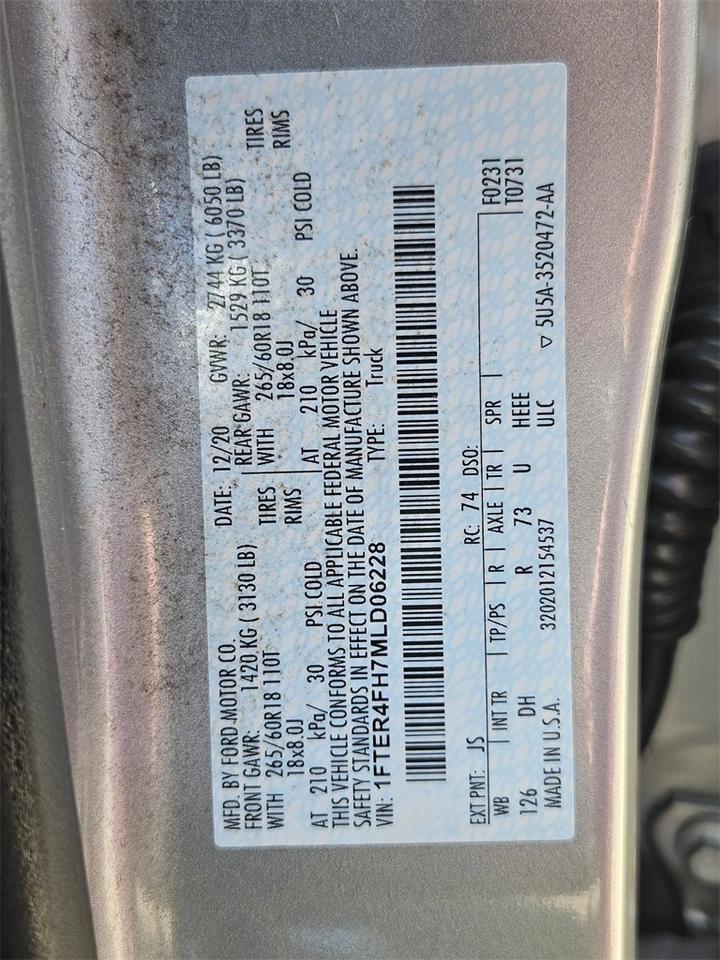 MFD. BY FORD MOTOR CO. DATE: 12/20 GVWR: 2744 KG ( 6050 LB)
FRONT GAWR: 1420 KG ( 3130 LB) REAR GAWR: 1529 KG ( 3370 LB)
WITH 265/60R18 110T TIRES WITH 265/60R18 110T TIRES
18x8.0J RIMS 18x8.0J RIMS
AT 210 kPa/ 30 PSI COLD AT 210 kPa/ 30 PSI COLD
THIS VEHICLE CONFORMS TO ALL APPLICABLE FEDERAL MOTOR VEHICLE
SAFETY STANDARDS IN EFFECT ON THE DATE OF MANUFACTURE SHOWN ABOVE.
VIN: 1FTER4FH7MLD06228 TYPE: Truck
EXT PNT: JS RC: 74 DSO: F0231
WB INT TR TP/PS R AXLE TR SPR T0731
126 DH R 73 U HEEE
MADE IN U.S.A. 3202012154537 ULC ▽ 5U5A-3520472-AA